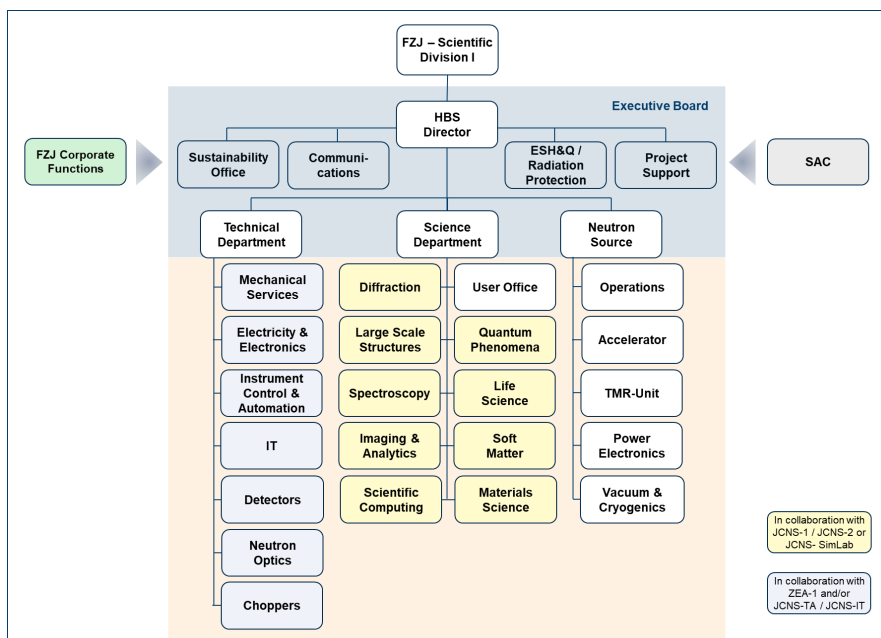 FZJ – Scientific
Division I
Executive Board
HBS
Director
FZJ Corporate
Functions
Sustainability
Office
Communi-
cations
ESH&Q /
Radiation
Protection
Project
Support
SAC
Technical
Department
Science
Department
Neutron
Source
Mechanical
Services
Diffraction
User Office
Operations
Electricity &
Electronics
Large Scale
Structures
Quantum
Phenomena
Accelerator
Instrument
Control &
Automation
Spectroscopy
Life
Science
TMR-Unit
IT
Imaging &
Analytics
Soft
Matter
Power
Electronics
Detectors
Scientific
Computing
Materials
Science
Vacuum &
Cryogenics
Neutron
Optics
Choppers
In collaboration with
JCNS-1 / JCNS-2 or
JCNS- SimLab
In collaboration with
ZEA-1 and/or
JCNS-TA / JCNS-IT